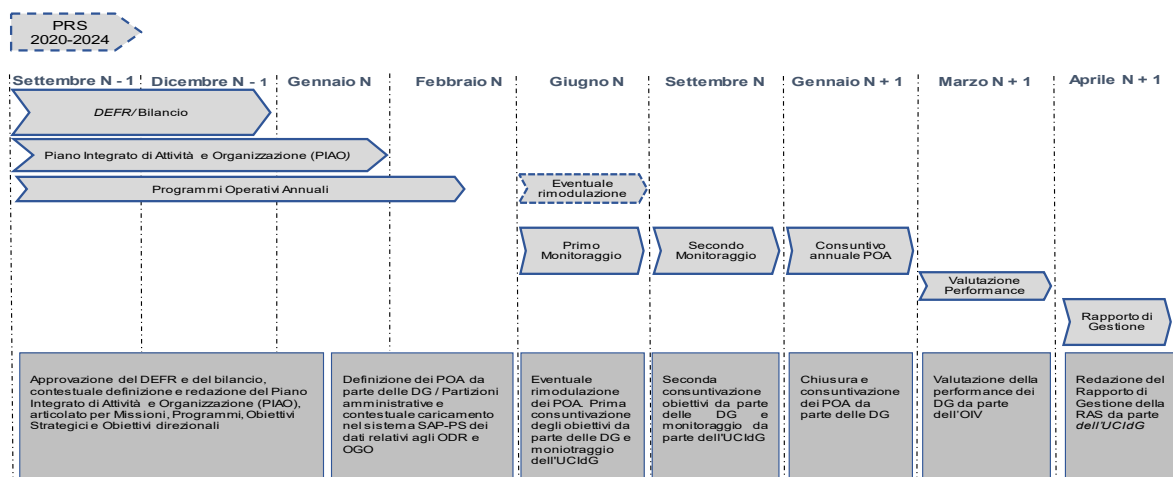 PRS
2020-2024
Settembre N - 1
Dicembre N - 1
Gennaio N
Febbraio N
Giugno N
Settembre N
Gennaio N + 1
Marzo N + 1
Aprile N + 1
DEFR/Bilancio
Piano Integrato di Attività e Organizzazione (PIAO)
Programmi Operativi Annuali
Eventuale
rimodulazione
Primo
Monitoraggio
Secondo
Monitoraggio
Consuntivo
annuale POA
Valutazione
Performance
Rapporto di
Gestione
Approvazione del DEFR e del bilancio,
contestuale definizione e redazione del Piano
Integrato di Attività e Organizzazione (PIAO),
articolato per Missioni, Programmi, Obiettivi
Strategici e Obiettivi direzionali
Definizione dei POA da
parte delle DG / Partizioni
amministrative e
contestuale caricamento
nel sistema SAP-PS dei
dati relativi agli ODR e
OGO
Eventuale
rimodulazione
dei POA. Prima
consuntivazione
degli obiettivi da
parte delle DG e
moniotraggio
dell'UCIdG
Seconda
consuntivazione
obiettivi da parte
delle DG e
monitoraggio da
parte dell'UCIdG
Chiusura e
consuntivazione
dei POA da
parte delle DG
Valutazione della
performance dei
DG da parte
dell'OIV
Redazione del
Rapporto di
Gestione della
RAS da parte
dell'UCIdG